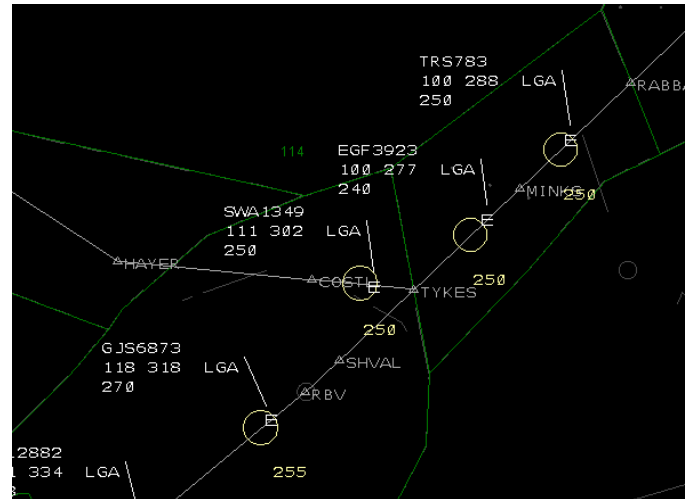 TRS783
100 288 LGA
250
RABBA
114
EGF3923
100 277 LGA
240
MINKS
250
SWA1349
111 302 LGA
250
HAYER
COSTL
250
TYKES
250
GJS6873
118 318 LGA
270
SHVAL
RBV
12882
334 LGA
255